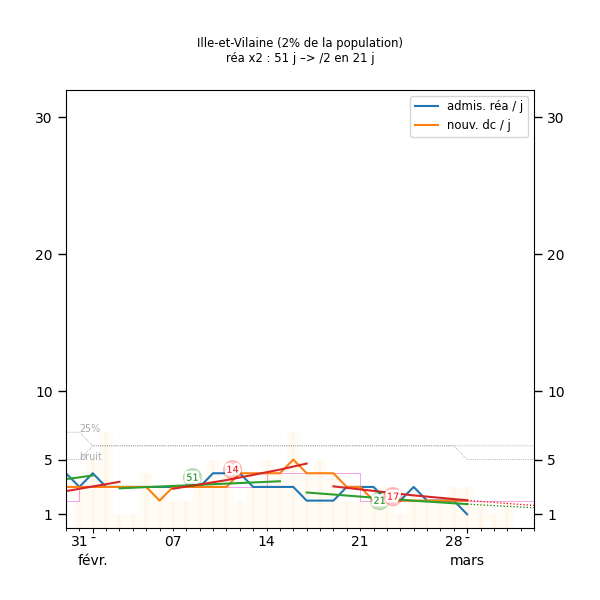 Ille-et-Vilaine (2% de la population)
réa x2 : 51 j –> /2 en 21 j
admis. réa / j
nouv. dc / j
30
30
20
20
10
10
25%
bruit
5
5
51
14
21
17
1
1
31
07
14
21
28
févr.
mars